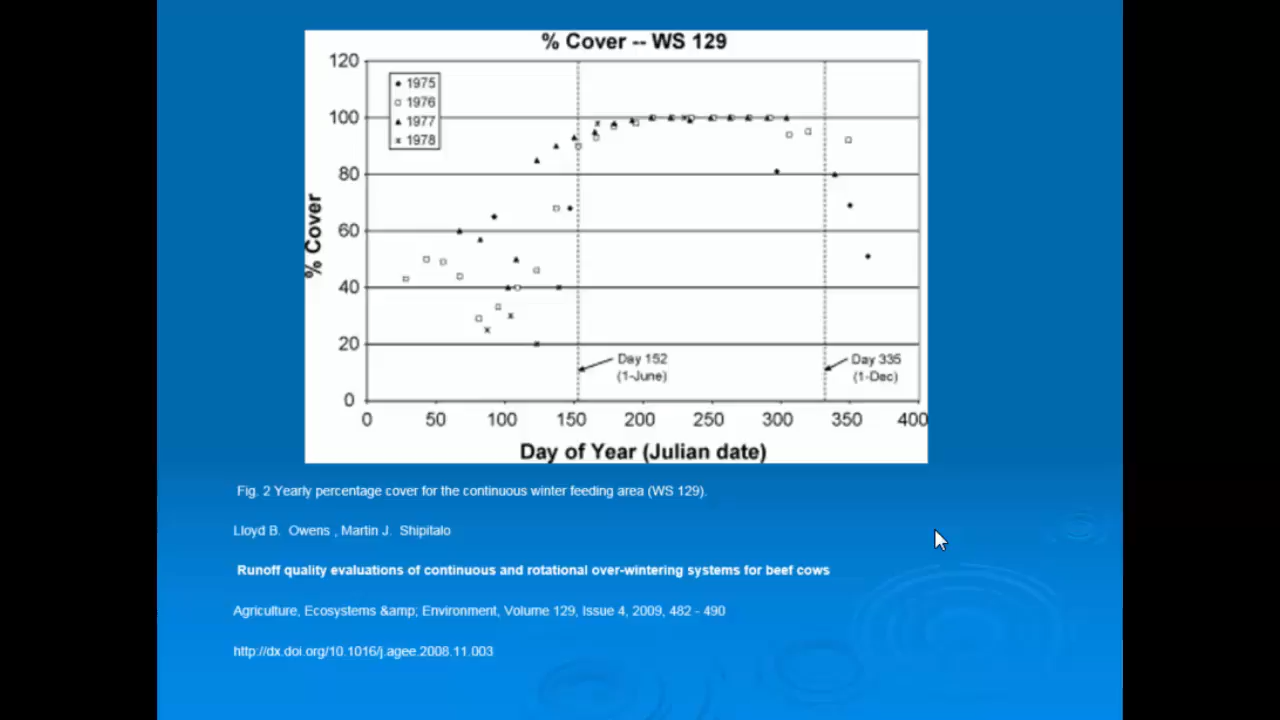 % Cover -- WS 129
120
100
80
60
40
20
0
% Cover
1975
1976
1977
1978
Day 152
(1-June)
Day 335
(1-Dec)
0 50 100 150 200 250 300 350 400
Day of Year (Julian date)
Fig. 2 Yearly percentage cover for the continuous winter feeding area (WS 129).
Lloyd B. Owens , Martin J. Shipitalo
Runoff quality evaluations of continuous and rotational over-wintering systems for beef cows
Agriculture, Ecosystems &amp; Environment, Volume 129, Issue 4, 2009, 482 - 490
http://dx.doi.org/10.1016/j.agee.2008.11.003